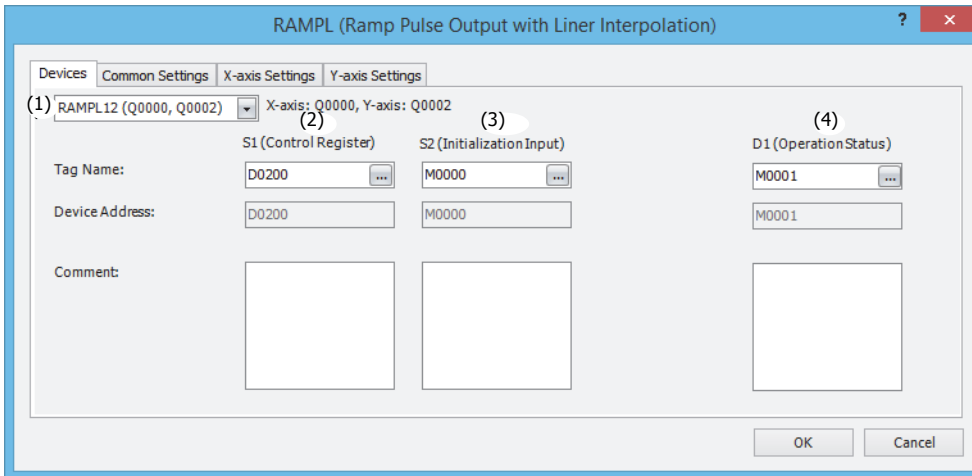 RAMPL (Ramp Pulse Output with Liner Interpolation)
?
×
Devices
Common Settings
X-axis Settings
Y-axis Settings
(1)
RAMPL12 (Q0000, Q0002)
X-axis: Q0000, Y-axis: Q0002
(2)
(3)
(4)
S1(Control Register)
S2 (Initialization Input)
D1 (Operation Status)
Tag Name:
D0200
...
M0000
...
M0001
...
Device Address:
D0200
M0000
M0001
Comment:
OK
Cancel